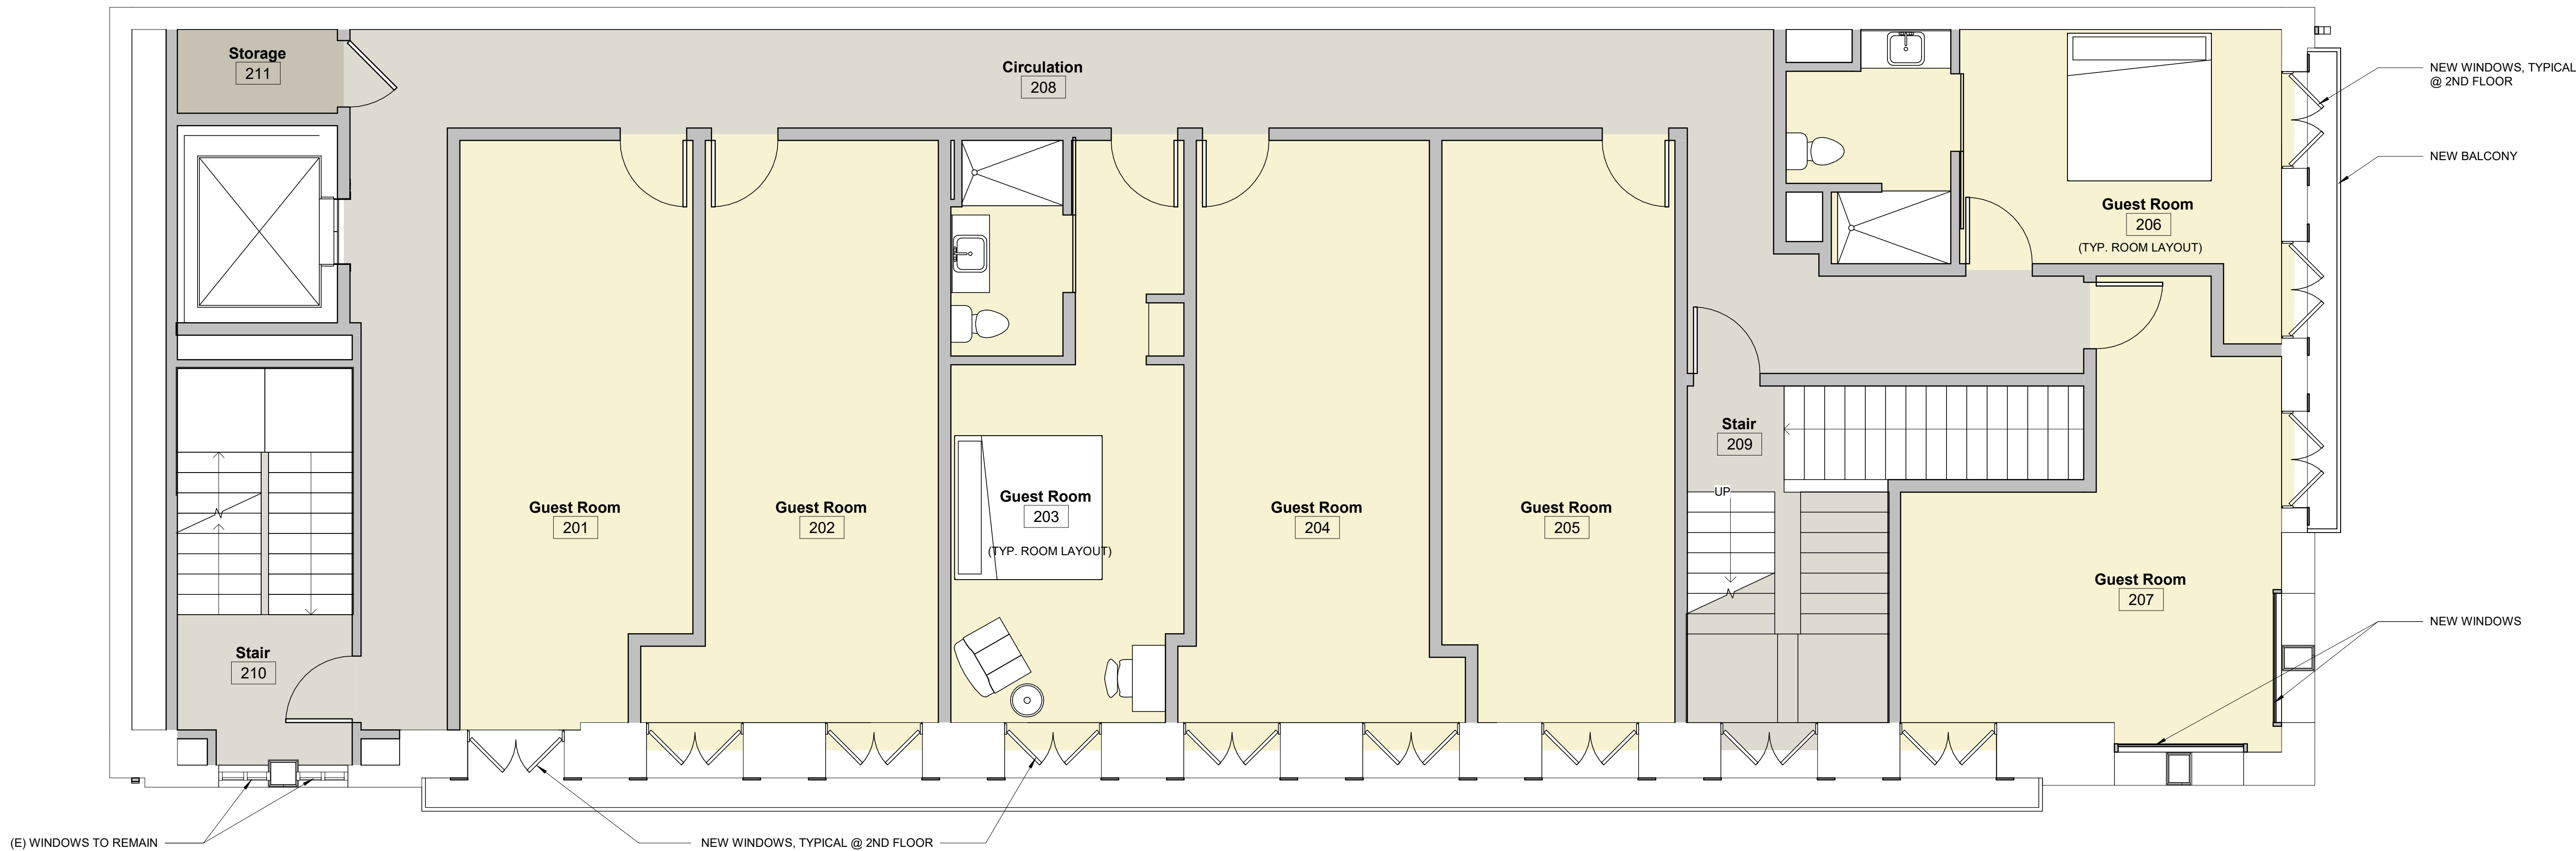 Storage
211
Circulation
208
NEW WINDOWS, TYPICAL
@ 2ND FLOOR
NEW BALCONY
Guest Room
206
(TYP. ROOM LAYOUT)
Stair
209
UP
Guest Room
201
Guest Room
202
Guest Room
203
(TYP. ROOM LAYOUT)
Guest Room
204
Guest Room
205
Guest Room
207
NEW WINDOWS
Stair
210
(E) WINDOWS TO REMAIN
NEW WINDOWS, TYPICAL @ 2ND FLOOR